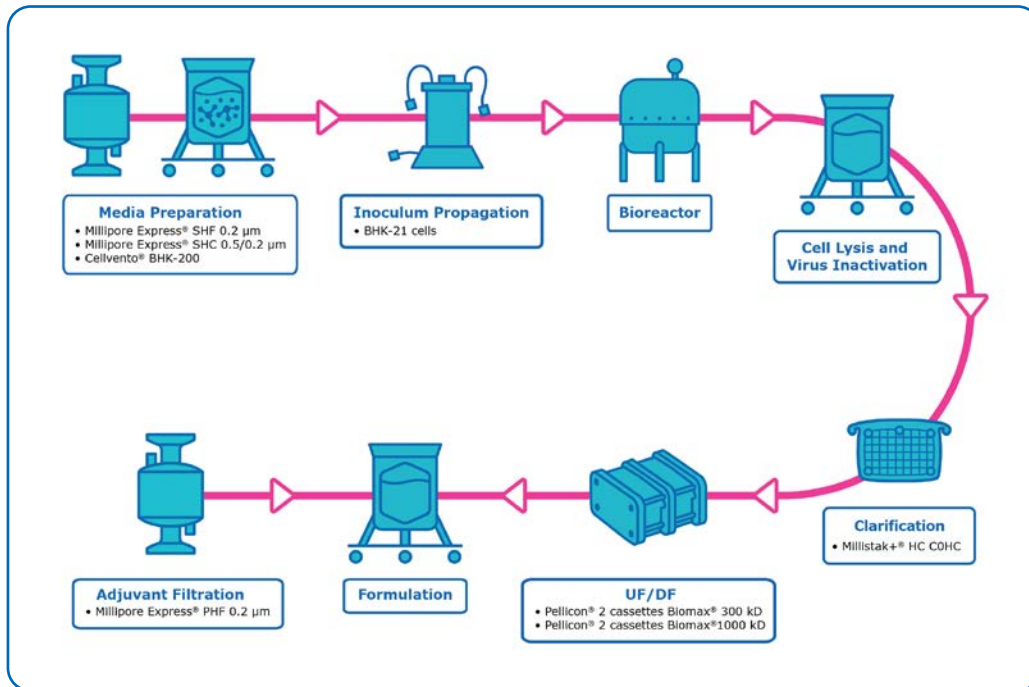 Media Preparation
• Millipore Express® SHF 0.2 µm
• Millipore Express® SHC 0.5/0.2 µm
• Cellvento® BHK-200
Inoculum Propagation
• BHK-21 cells
Bioreactor
Cell Lysis and
Virus Inactivation
Clarification
• Millistak+® HC C0HC
UF/DF
• Pellicon® 2 cassettes Biomax® 300 kD
• Pellicon® 2 cassettes Biomax®1000 kD
Formulation
Adjuvant Filtration
• Millipore Express® PHF 0.2 µm